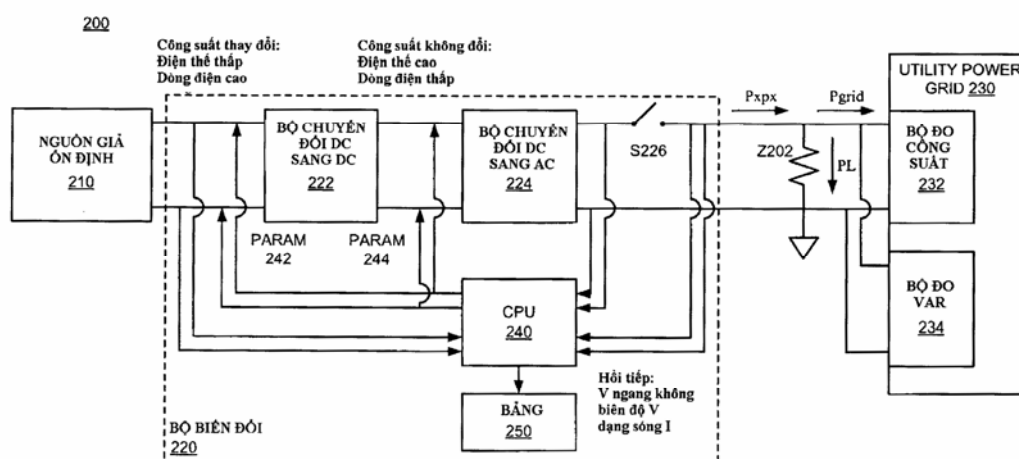 200
Công suất thay đổi:
Điện thế thấp
Dòng điện cao
Công suất không đổi:
Điện thế cao
Dòng điện thấp
UTILITY POWER
GRID 230
NGUỒN GIẢ
ỔN ĐỊNH
210
BỘ CHUYỂN
ĐỔI DC
SANG DC
222
BỘ CHUYỂN
ĐỔI DC
SANG AC
224
S226
Pxpx
Pgrid
Z202
PL
BỘ ĐO
CÔNG
SUẤT
232
PARAM
242
PARAM
244
CPU
240
BỘ ĐO
VAR
234
Hồi tiếp:
V ngang không
biên độ V
dạng sóng I
BẢNG
250
BỘ BIẾN ĐỔI
220